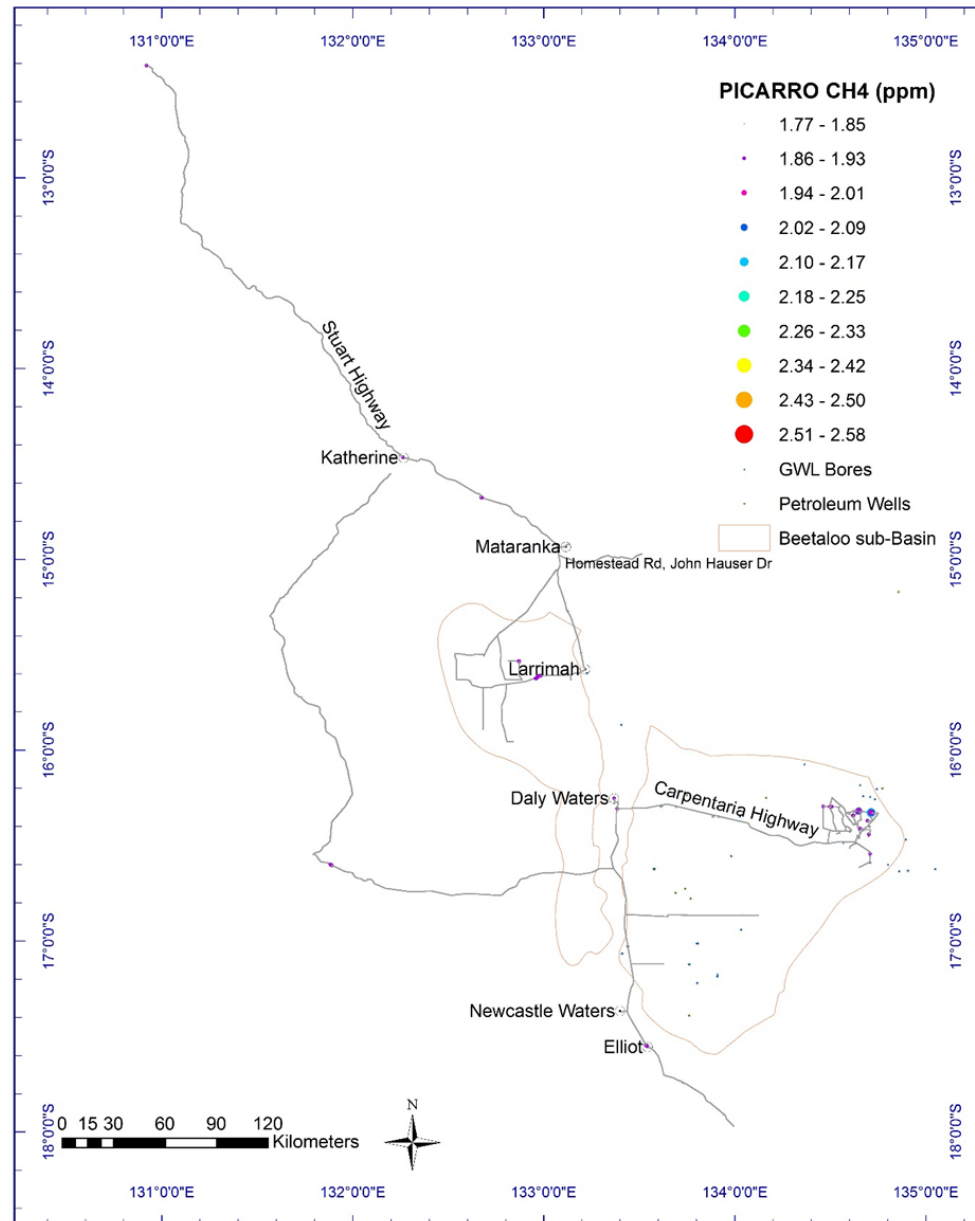 131°0'0"E 132°0'0"E 133°0'0"E 134°0'0"E 135°0'0"E
PICARRO CH4 (ppm)
1.77 - 1.85
1.86 - 1.93
1.94 - 2.01
2.02 - 2.09
2.10 - 2.17
2.18 - 2.25
2.26 - 2.33
2.34 - 2.42
2.43 - 2.50
2.51 - 2.58
GWL Bores
Petroleum Wells
Beetaloo sub-Basin
13°0'0"S 13°0'0"S
14°0'0"S 14°0'0"S
15°0'0"S 15°0'0"S
16°0'0"S 16°0'0"S
17°0'0"S 17°0'0"S
18°0'0"S 18°0'0"S
Stuart Highway
Katherine
Mataranka
Homestead Rd, John Hauser Dr
Larrimah
Daly Waters
Carpentaria Highway
Newcastle Waters
Elliot
0 15 30 60 90 120
Kilometers
N
131°0'0"E 132°0'0"E 133°0'0"E 134°0'0"E 135°0'0"E